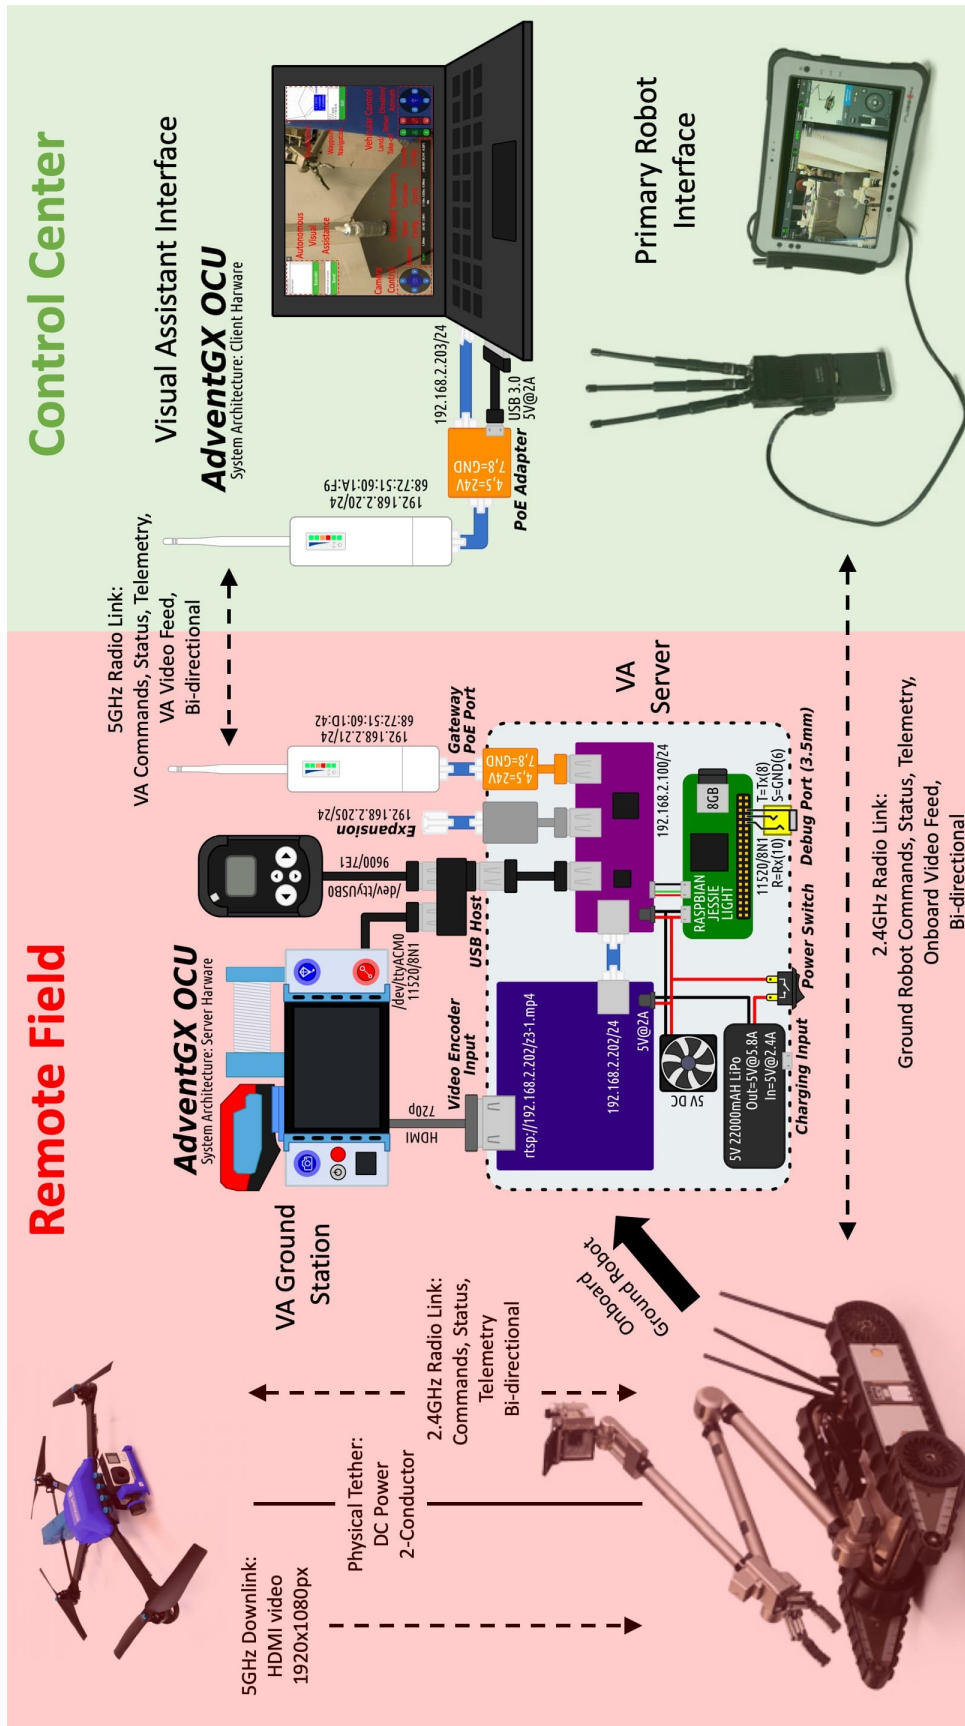 Remote Field
Control Center
5GHz Downlink:
HDMI video
1920x1080px
Physical Tether:
DC Power
2-Conductor
2.4GHz Radio Link:
Commands, Status,
Telemetry
Bi-directional
Onboard
Ground Robot
VA Ground
Station
AdventGX OCU
System Architecture: Server Harware
HDMI
720p
Video Encoder
Input
/dev/ttyACM0
11520/8N1
USB Host
/dev/ttyUSB0
9600/7E1
Expansion
192.168.2.205/24
Gateway
PoE Port
192.168.2.21/24
68:72:51:60:1D:42
4,5=24V
7,8=GND
rtsp://192.168.2.202/z3-1.mp4
192.168.2.202/24
5V@2A
192.168.2.100/24
VA
Server
5V DC
RASPBIAN
JESSIE
LIGHT
8GB
5V 22000mAH LiPo
Out=5V@5.8A
In=5V@2.4A
Charging Input
Power Switch
11520/8N1
R=Rx(10)
T=Tx(8)
S=GND(6)
Debug Port (3.5mm)
5GHz Radio Link:
VA Commands, Status, Telemetry,
VA Video Feed,
Bi-directional
2.4GHz Radio Link:
Ground Robot Commands, Status, Telemetry,
Onboard Video Feed,
Bi-directional
Visual Assistant Interface
AdventGX OCU
System Architecture: Client Harware
192.168.2.20/24
68:72:51:60:1A:F9
4,5=24V
7,8=GND
PoE Adapter
192.168.2.203/24
USB 3.0
5V@2A
Autonomous
Visual
Assistance
Camera
Control
Waypoint
Navigation
Vehicular Control
Primary Robot
Interface